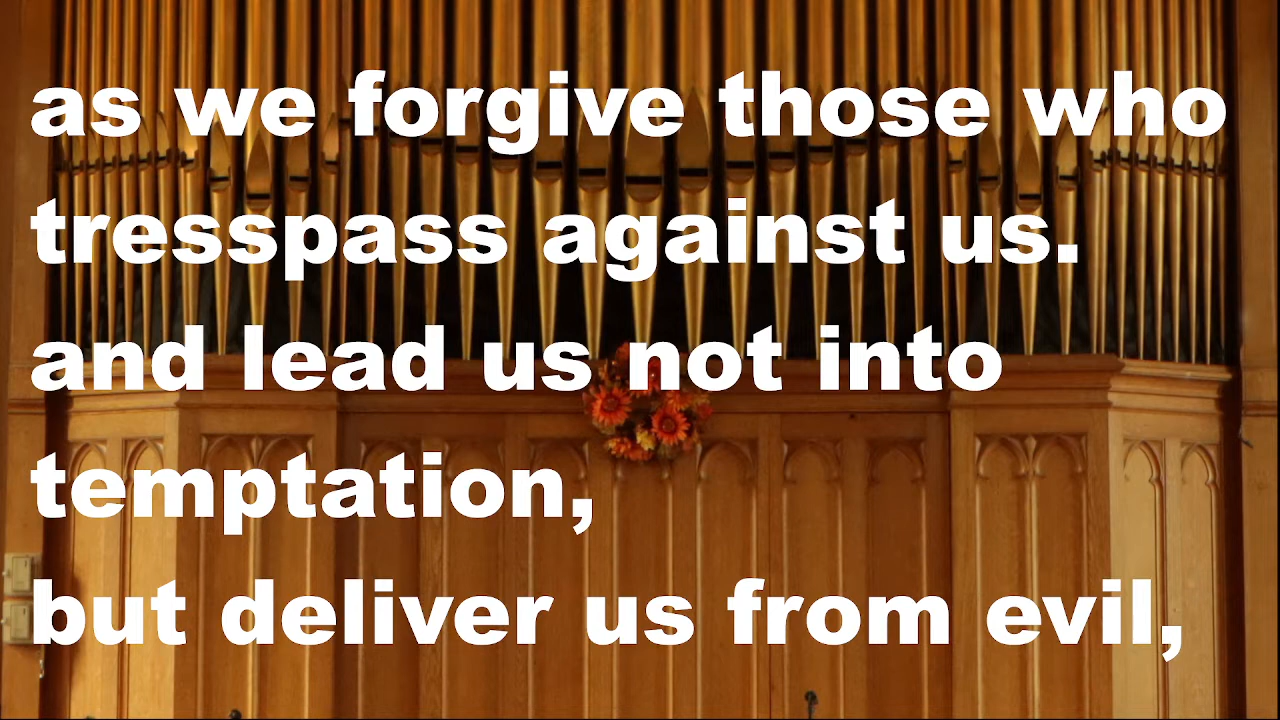 as we forgive those who
tresspass against us.
and lead us not into
temptation,
but deliver us from evil,